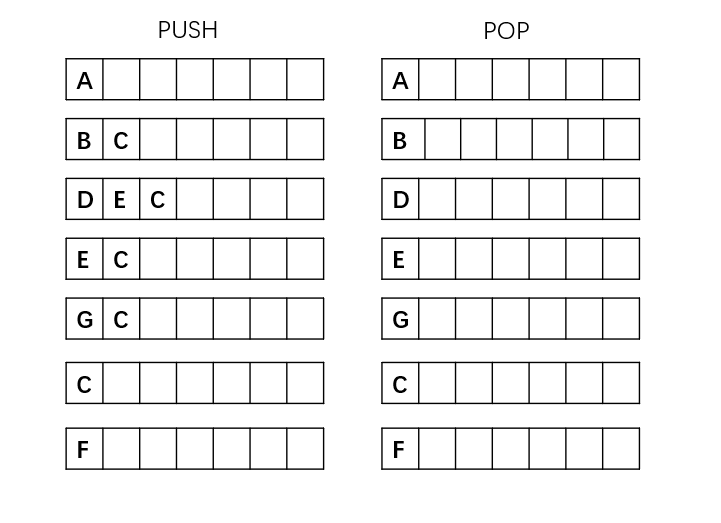 PUSH POP
A A
B C B
D E C D
E C E
G C G
C C
F F